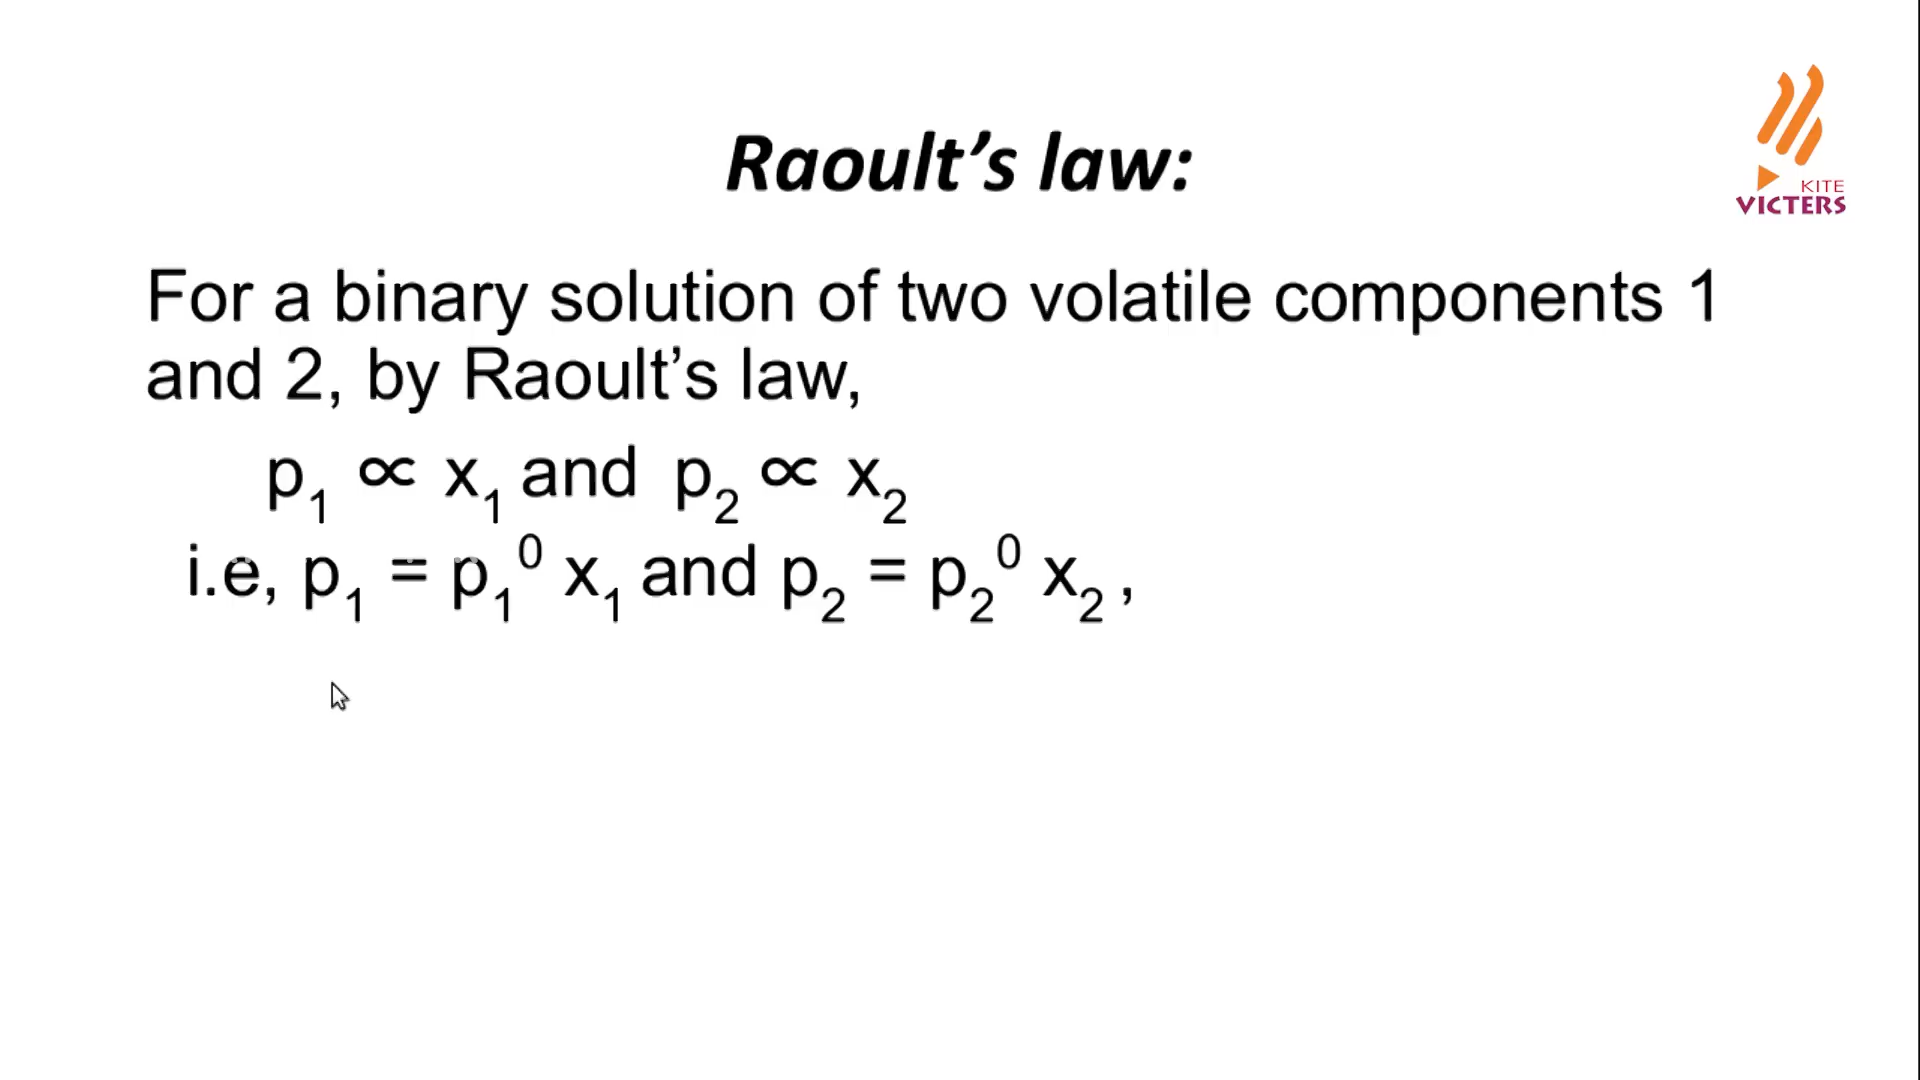 Raoult’s law:
KITE
VICTERS
For a binary solution of two volatile components 1
and 2, by Raoult’s law,
p₁ ∝ x₁ and p₂ ∝ x₂
i.e, p₁ = p₁⁰ x₁ and p₂ = p₂⁰ x₂ ,